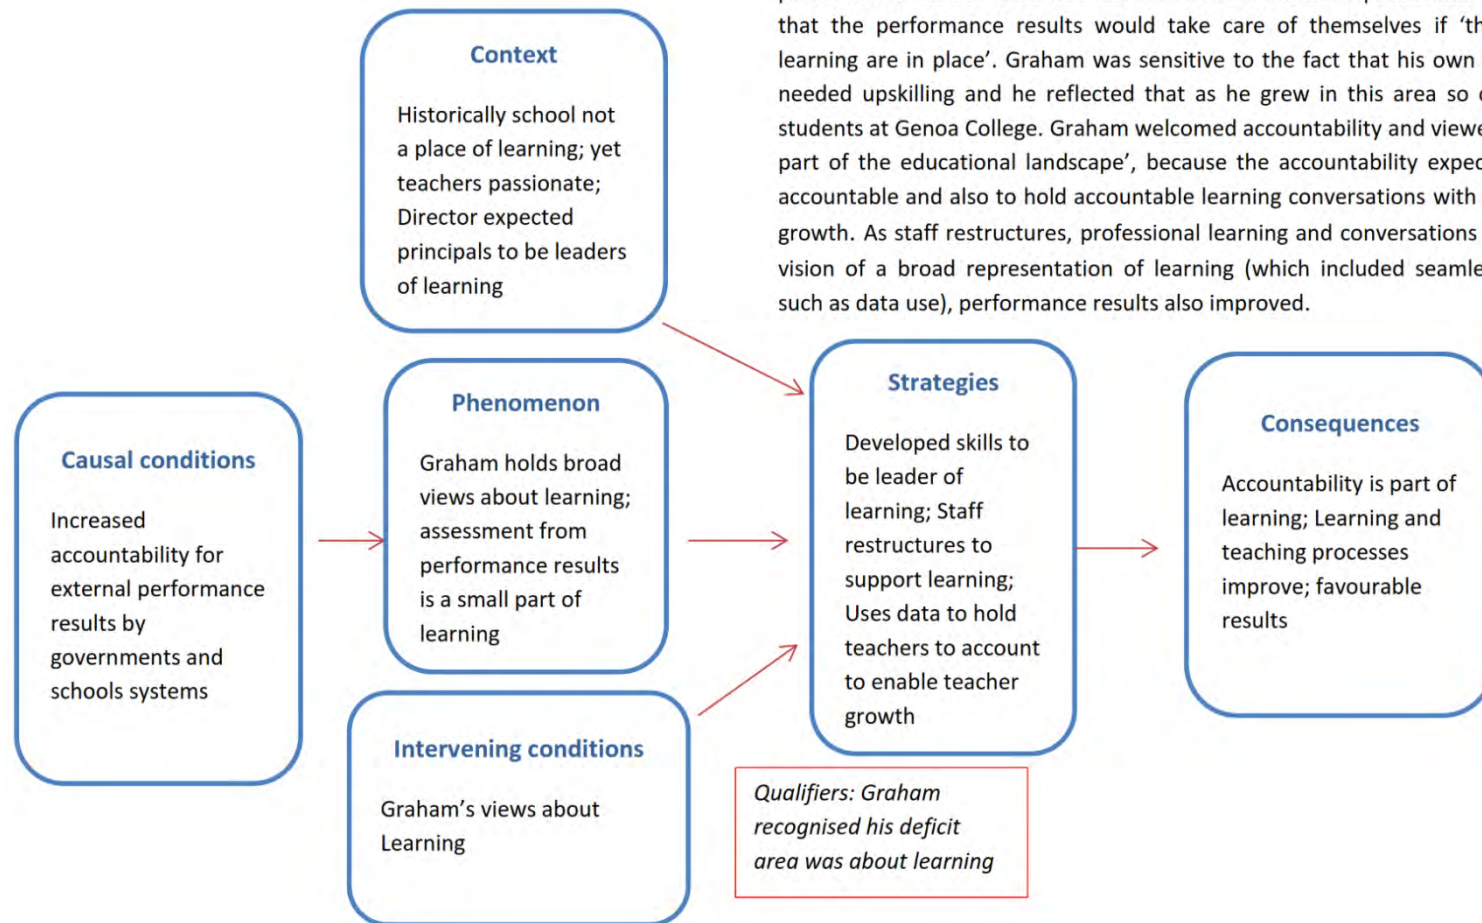 that the performance results would take care of themselves if ‘th
learning are in place’. Graham was sensitive to the fact that his own
needed upskilling and he reflected that as he grew in this area so
students at Genoa College. Graham welcomed accountability and viewe
part of the educational landscape’, because the accountability expec
accountable and also to hold accountable learning conversations with
growth. As staff restructures, professional learning and conversations
vision of a broad representation of learning (which included seamle
such as data use), performance results also improved.
Context
Historically school not
a place of learning; yet
teachers passionate;
Director expected
principals to be leaders
of learning
Causal conditions
Increased
accountability for
external performance
results by
governments and
schools systems
Phenomenon
Graham holds broad
views about learning;
assessment from
performance results
is a small part of
learning
Intervening conditions
Graham’s views about
Learning
Strategies
Developed skills to
be leader of
learning; Staff
restructures to
support learning;
Uses data to hold
teachers to account
to enable teacher
growth
Qualifiers: Graham
recognised his deficit
area was about learning
Consequences
Accountability is part of
learning; Learning and
teaching processes
improve; favourable
results